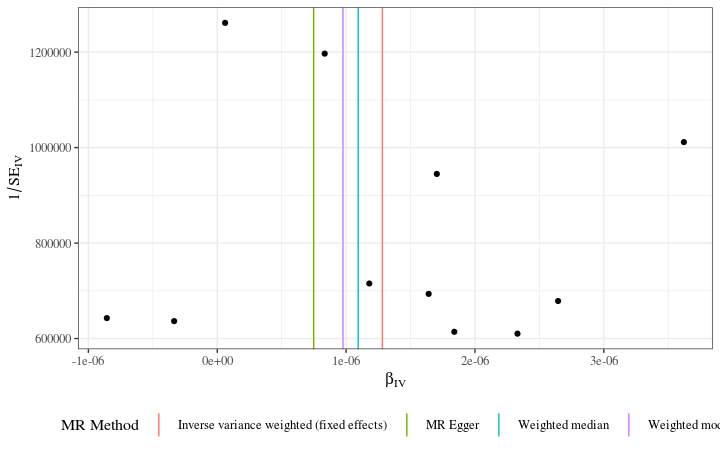 1200000
1000000
800000
600000
1/SE_IV
-1e-06 0e+00 1e-06 2e-06 3e-06
β_IV
MR Method Inverse variance weighted (fixed effects) MR Egger Weighted median Weighted